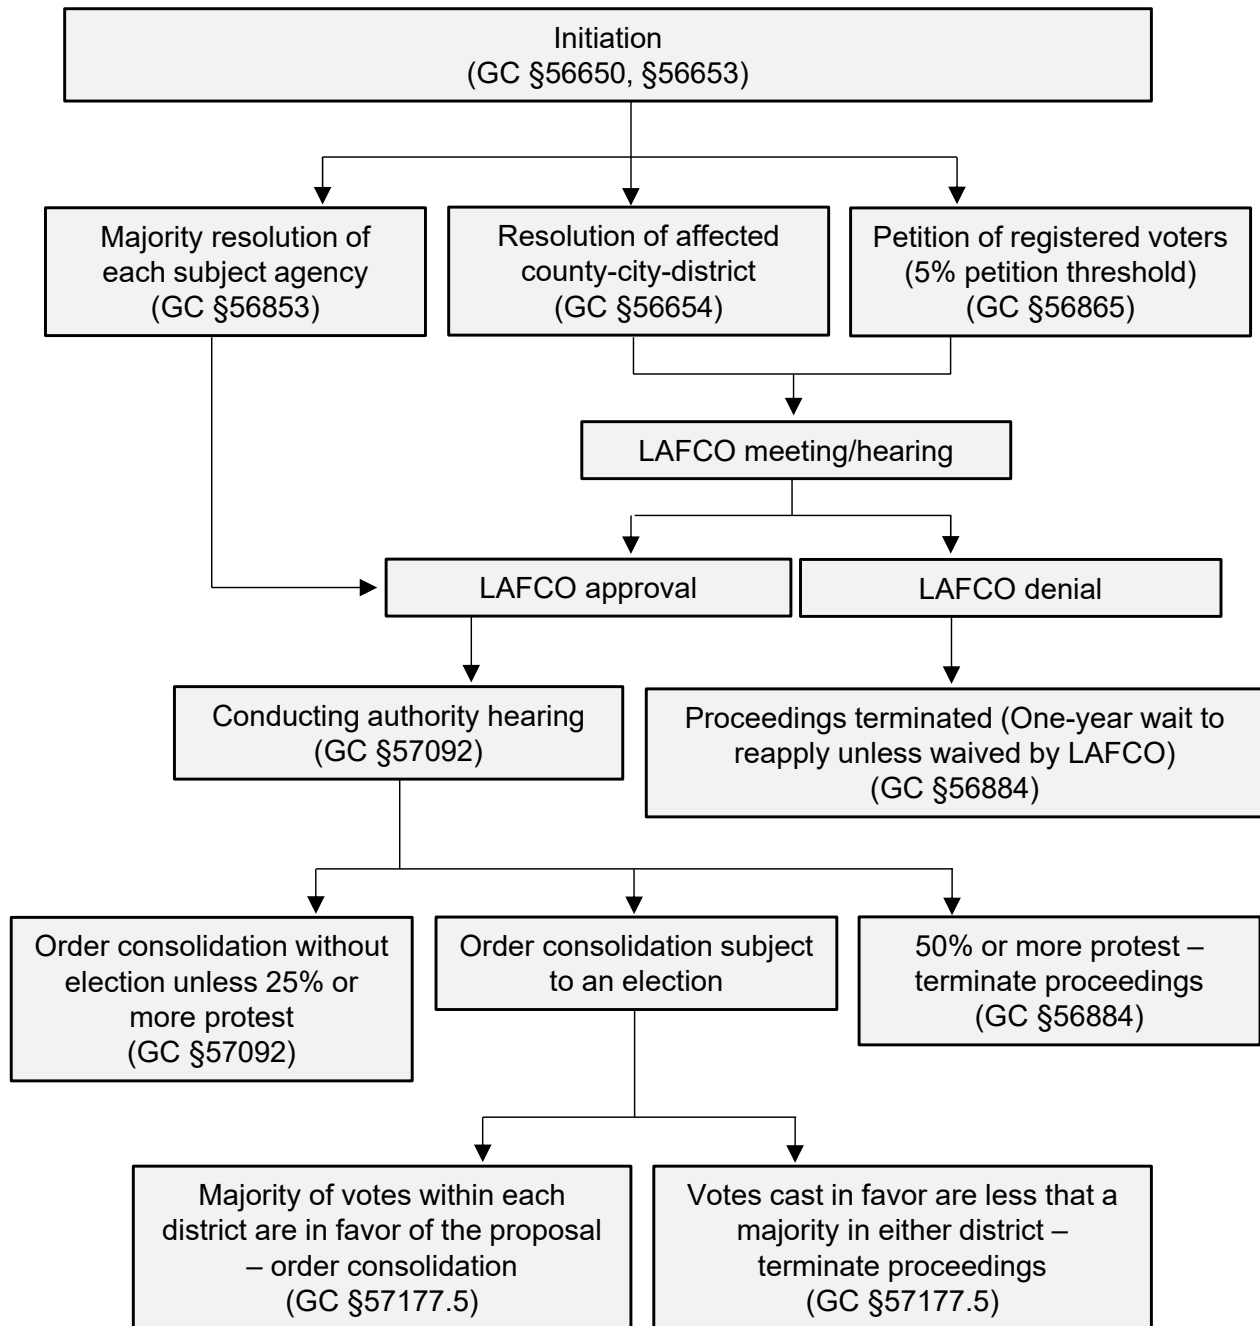 Initiation
(GC §56650, §56653)
Majority resolution of
each subject agency
(GC §56853)
Resolution of affected
county-city-district
(GC §56654)
Petition of registered voters
(5% petition threshold)
(GC §56865)
LAFCO meeting/hearing
LAFCO approval
LAFCO denial
Conducting authority hearing
(GC §57092)
Proceedings terminated (One-year wait to
reapply unless waived by LAFCO)
(GC §56884)
Order consolidation without
election unless 25% or
more protest
(GC §57092)
Order consolidation subject
to an election
50% or more protest –
terminate proceedings
(GC §56884)
Majority of votes within each
district are in favor of the proposal
– order consolidation
(GC §57177.5)
Votes cast in favor are less that a
majority in either district –
terminate proceedings
(GC §57177.5)